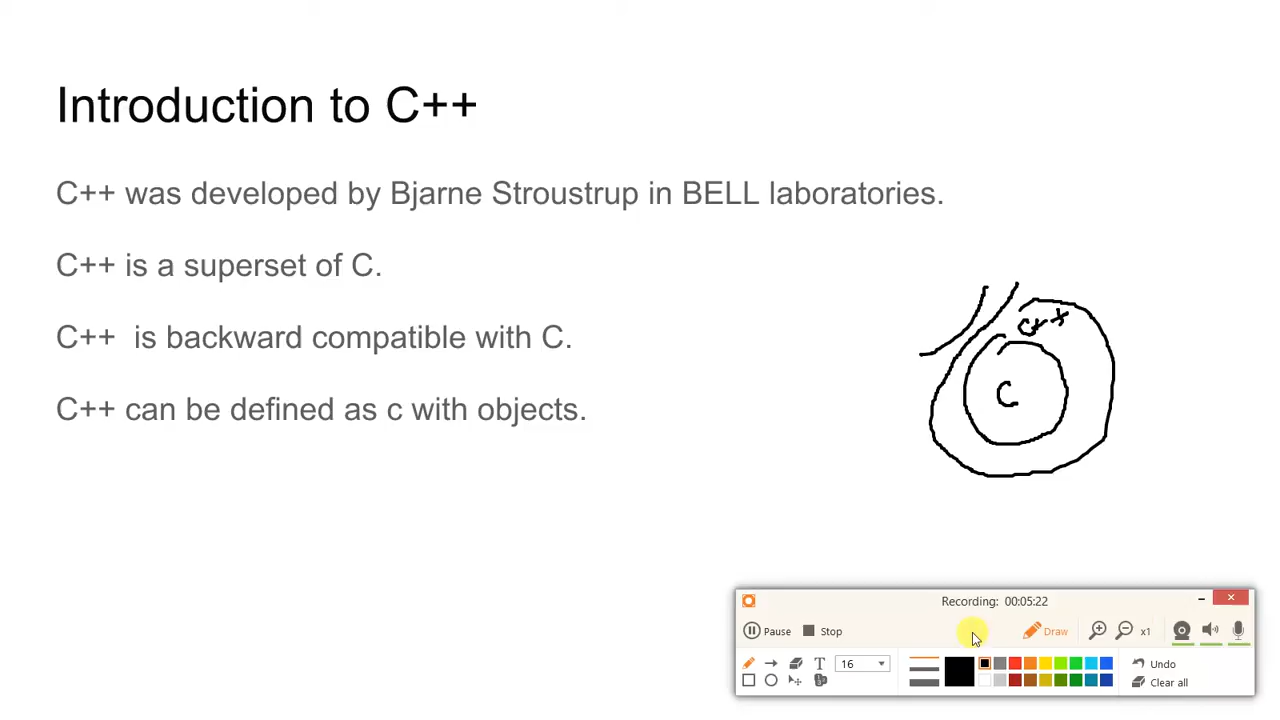 Introduction to C++
C++ was developed by Bjarne Stroustrup in BELL laboratories.
C++ is a superset of C.
C++  is backward compatible with C.
C++ can be defined as c with objects.
C++
C
Recording: 00:05:22
Pause Stop Draw x1
T 16 Undo
Clear all